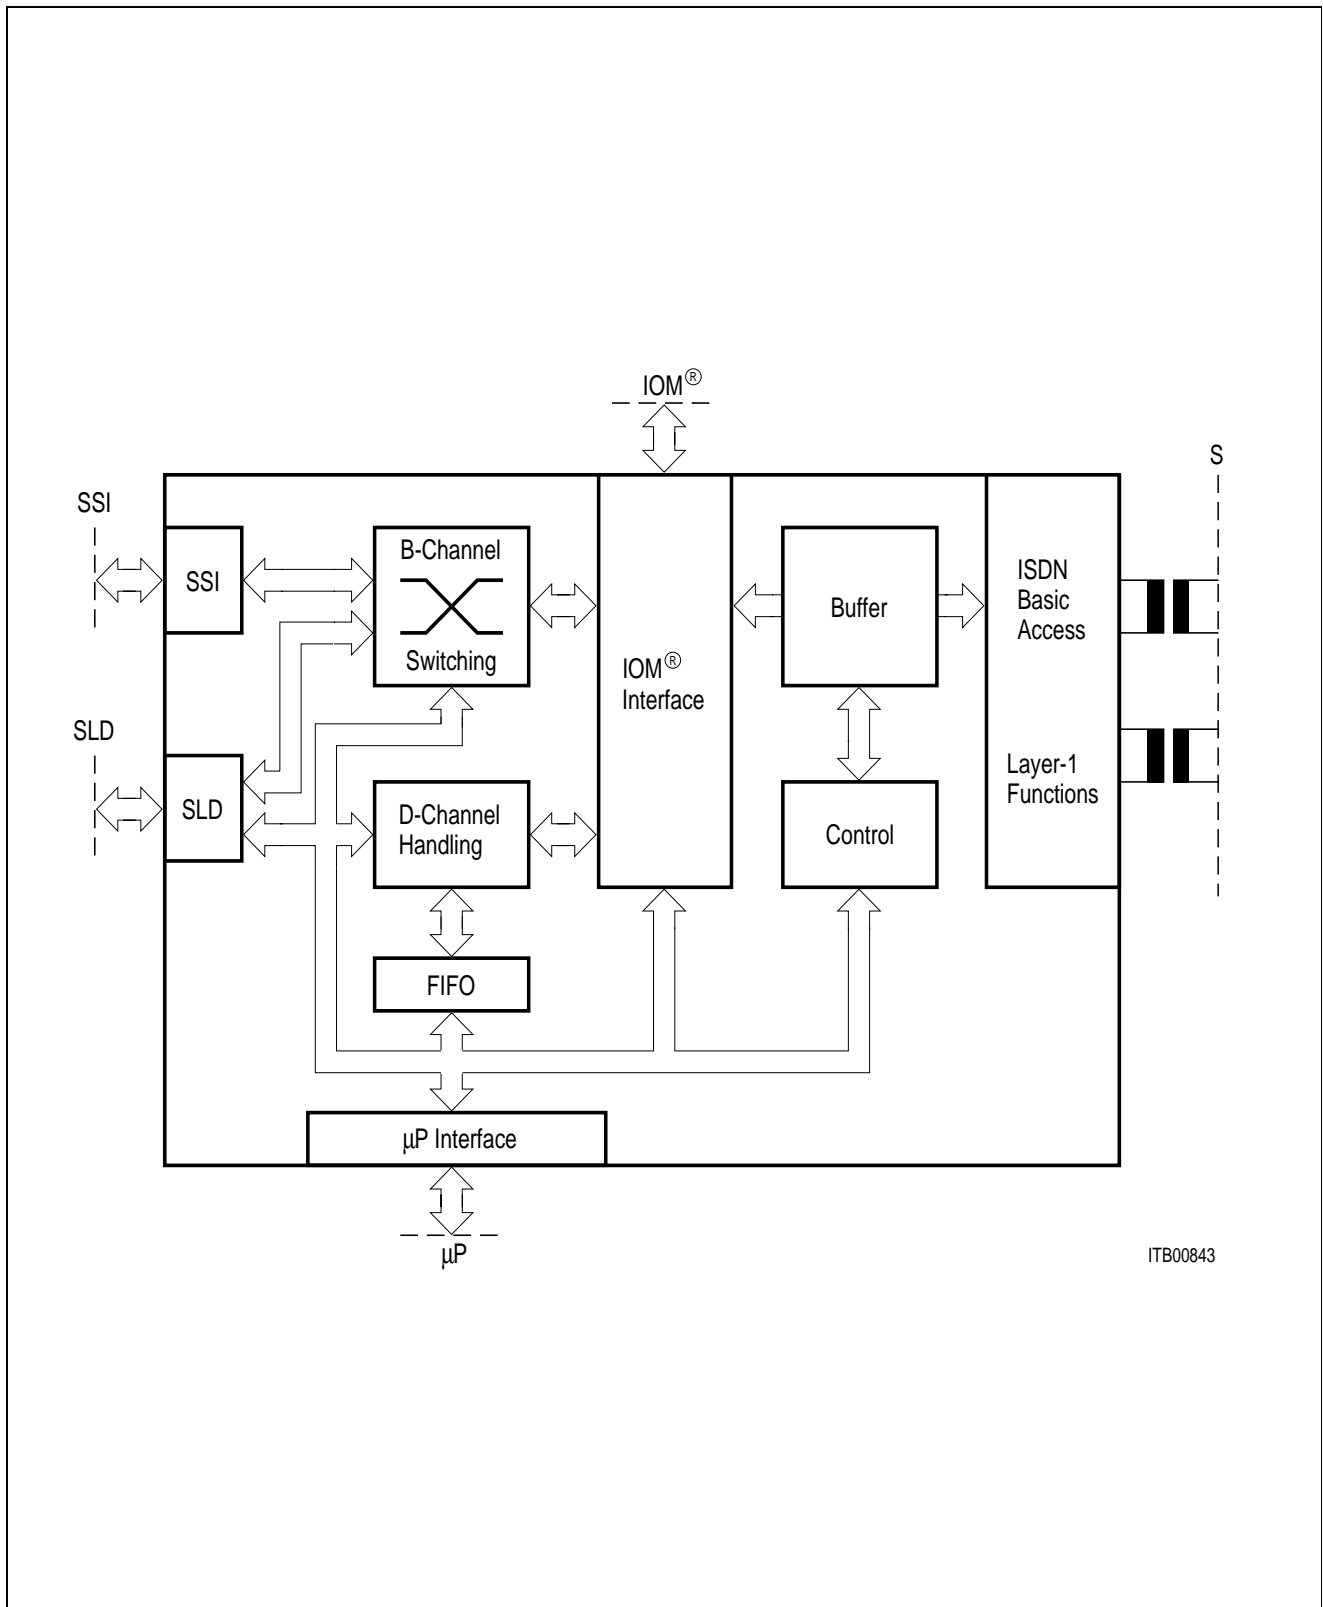 IOM®
S
SSI
SSI
B-Channel
Switching
IOM®
Interface
Buffer
ISDN
Basic
Access
SLD
SLD
D-Channel
Handling
Control
Layer-1
Functions
FIFO
µP Interface
µP
ITB00843